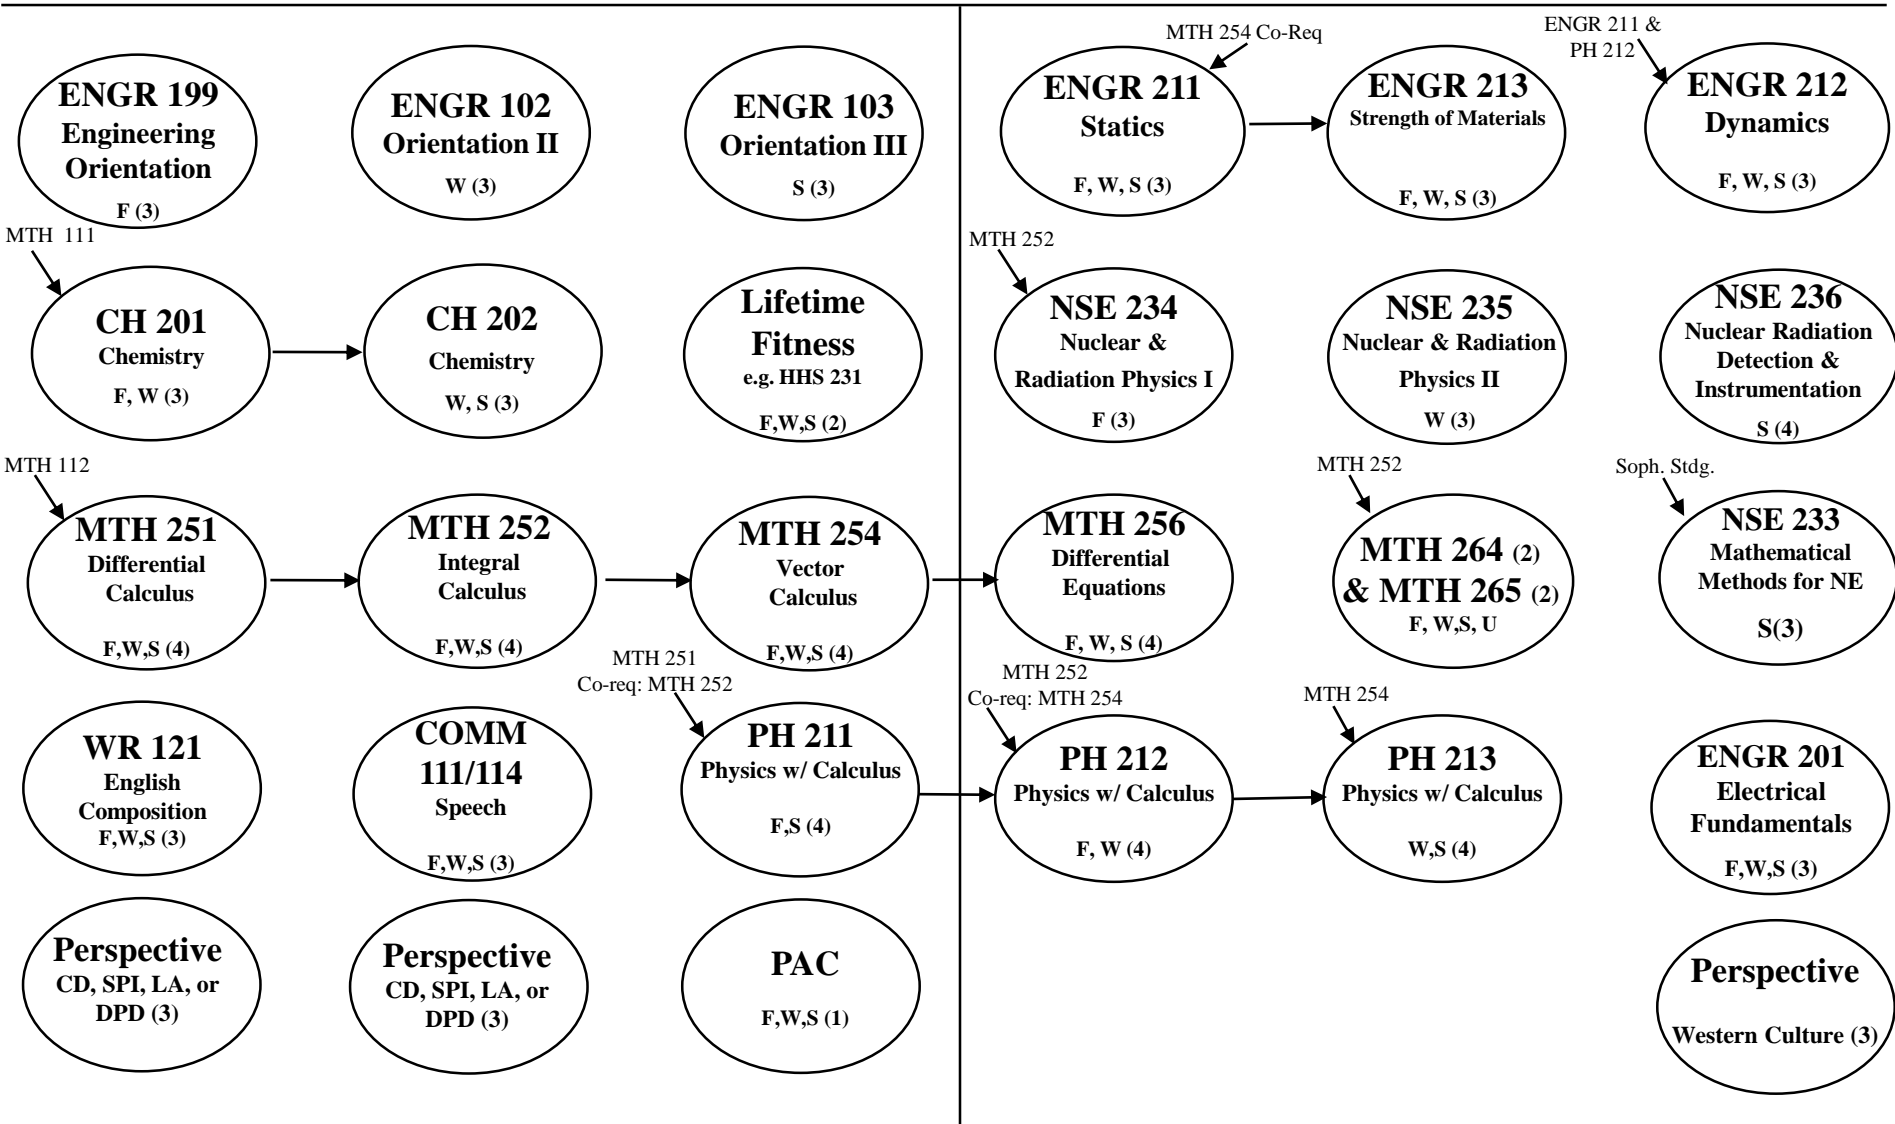 ENGR 199
Engineering
Orientation
F (3)
ENGR 102
Orientation II
W (3)
ENGR 103
Orientation III
S (3)
MTH 254 Co-Req
ENGR 211
Statics
F, W, S (3)
ENGR 213
Strength of Materials
F, W, S (3)
ENGR 211 &
PH 212
ENGR 212
Dynamics
F, W, S (3)
MTH 111
CH 201
Chemistry
F, W (3)
CH 202
Chemistry
W, S (3)
Lifetime
Fitness
e.g. HHS 231
F,W,S (2)
MTH 252
NSE 234
Nuclear &
Radiation Physics I
F (3)
NSE 235
Nuclear & Radiation
Physics II
W (3)
NSE 236
Nuclear Radiation
Detection &
Instrumentation
S (4)
MTH 112
MTH 251
Differential
Calculus
F,W,S (4)
MTH 252
Integral
Calculus
F,W,S (4)
MTH 254
Vector
Calculus
F,W,S (4)
MTH 256
Differential
Equations
F, W, S (4)
MTH 252
MTH 264 (2)
& MTH 265 (2)
F, W,S, U
Soph. Stdg.
NSE 233
Mathematical
Methods for NE
S(3)
WR 121
English
Composition
F,W,S (3)
COMM
111/114
Speech
F,W,S (3)
MTH 251
Co-req: MTH 252
PH 211
Physics w/ Calculus
F,S (4)
MTH 252
Co-req: MTH 254
PH 212
Physics w/ Calculus
F, W (4)
MTH 254
PH 213
Physics w/ Calculus
W,S (4)
ENGR 201
Electrical
Fundamentals
F,W,S (3)
Perspective
CD, SPI, LA, or
DPD (3)
Perspective
CD, SPI, LA, or
DPD (3)
PAC
F,W,S (1)
Perspective
Western Culture (3)